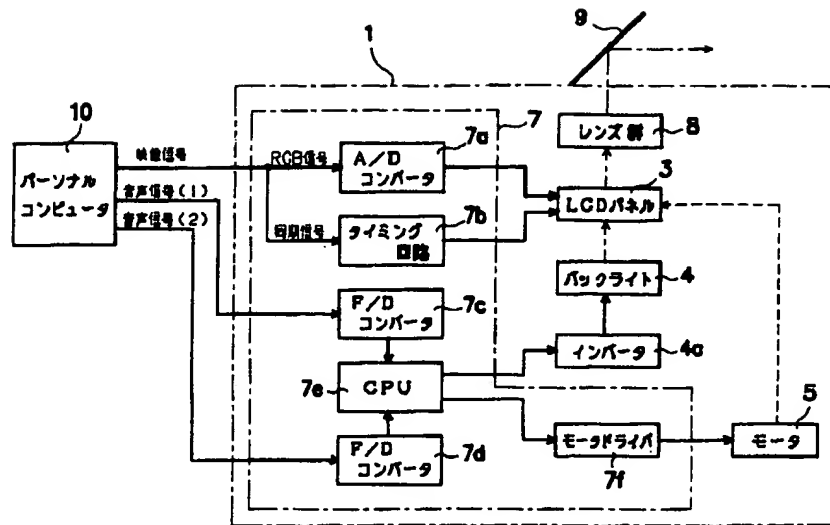 9
1
10
パーソナル
コンピュータ
映像信号
音声信号(1)
音声信号(2)
7
RGB信号
7a
A/D
コンバータ
同期信号
7b
タイミング
回路
7c
F/D
コンバータ
7e
CPU
F/D
コンバータ
7d
レンズ群
8
3
LCDパネル
バックライト
4
インバータ
4a
モータドライバ
7f
5
モータ